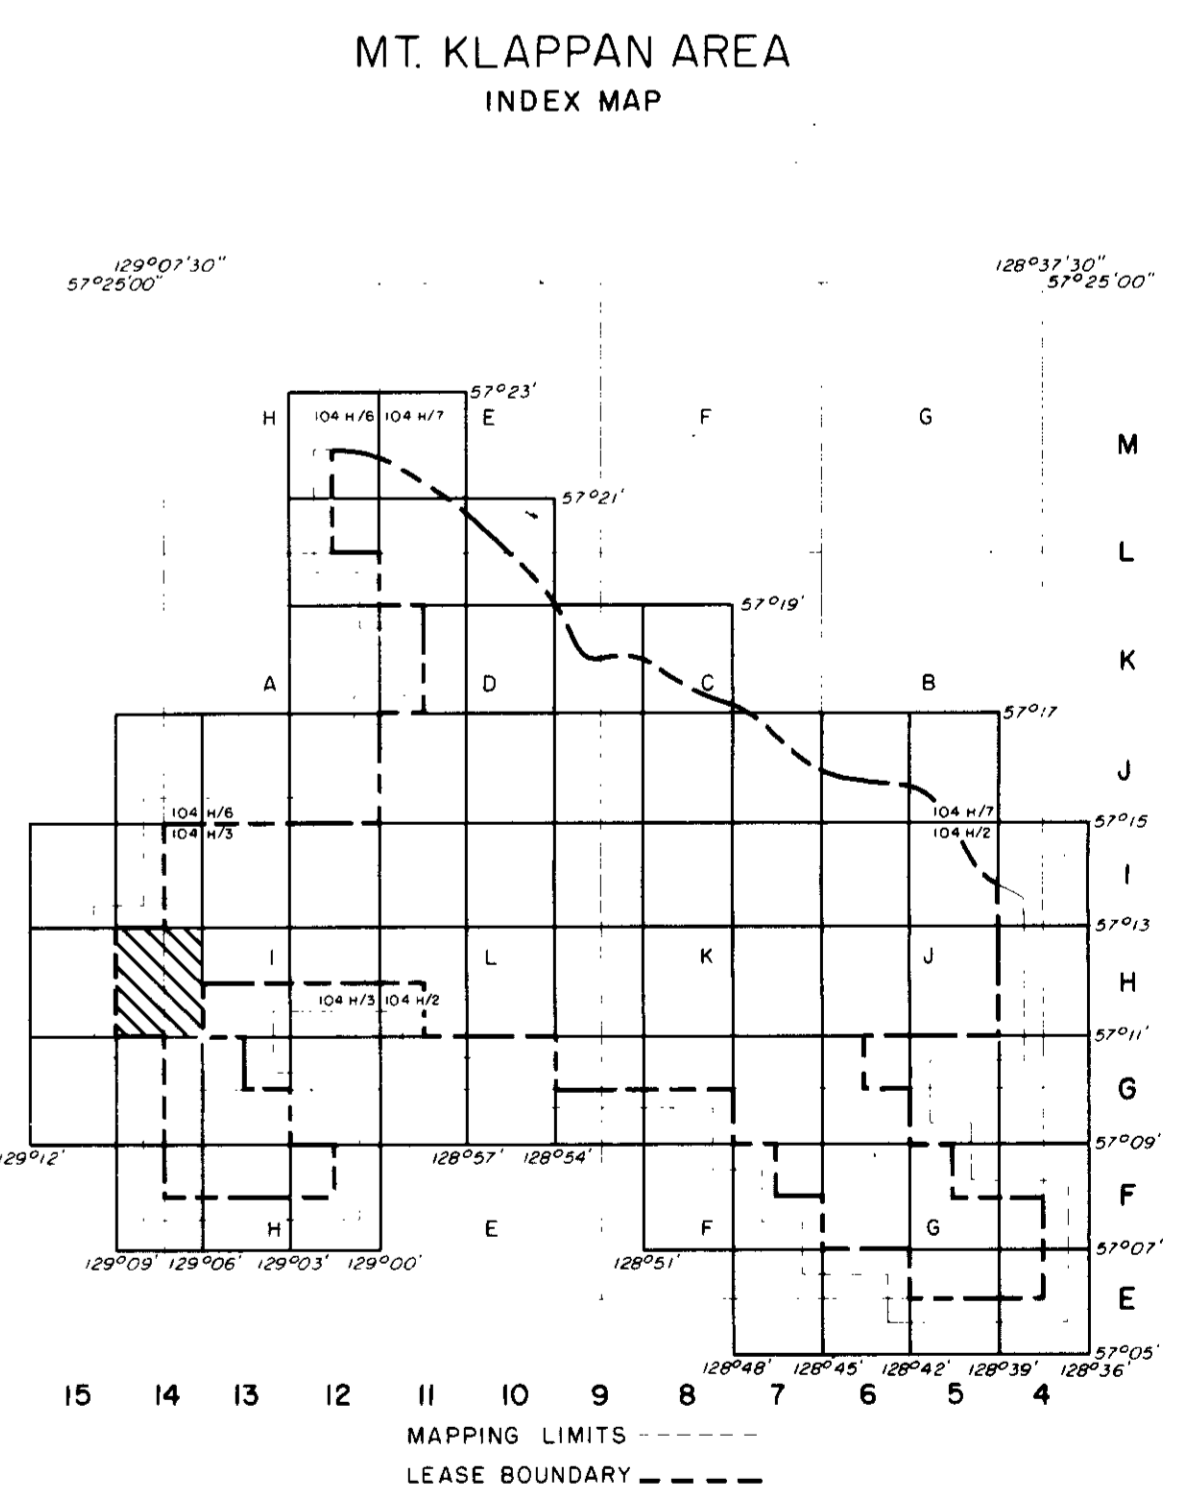 MT. KLAPPAN AREA
INDEX MAP
129°07'30"
128°37'30"
57°25'00"
57°25'00"
57°23'
H
104 H/6
104 H/7
E
F
G
M
57°21'
L
57°19'
K
A
D
C
B
57°17
J
104 H/6
104 H/7
57°15
104 H/3
104 H/2
I
57°13
I
L
K
J
H
104 H/3
104 H/2
57°11'
G
57°09'
129°12'
128°57'
128°54'
F
H
E
F
G
57°07'
129°09'
129°06'
129°03'
129°00'
128°51'
E
57°05'
128°48'
128°45'
128°42'
128°39'
128°36'
15 14 13 12 11 10 9 8 7 6 5 4
MAPPING LIMITS
LEASE BOUNDARY